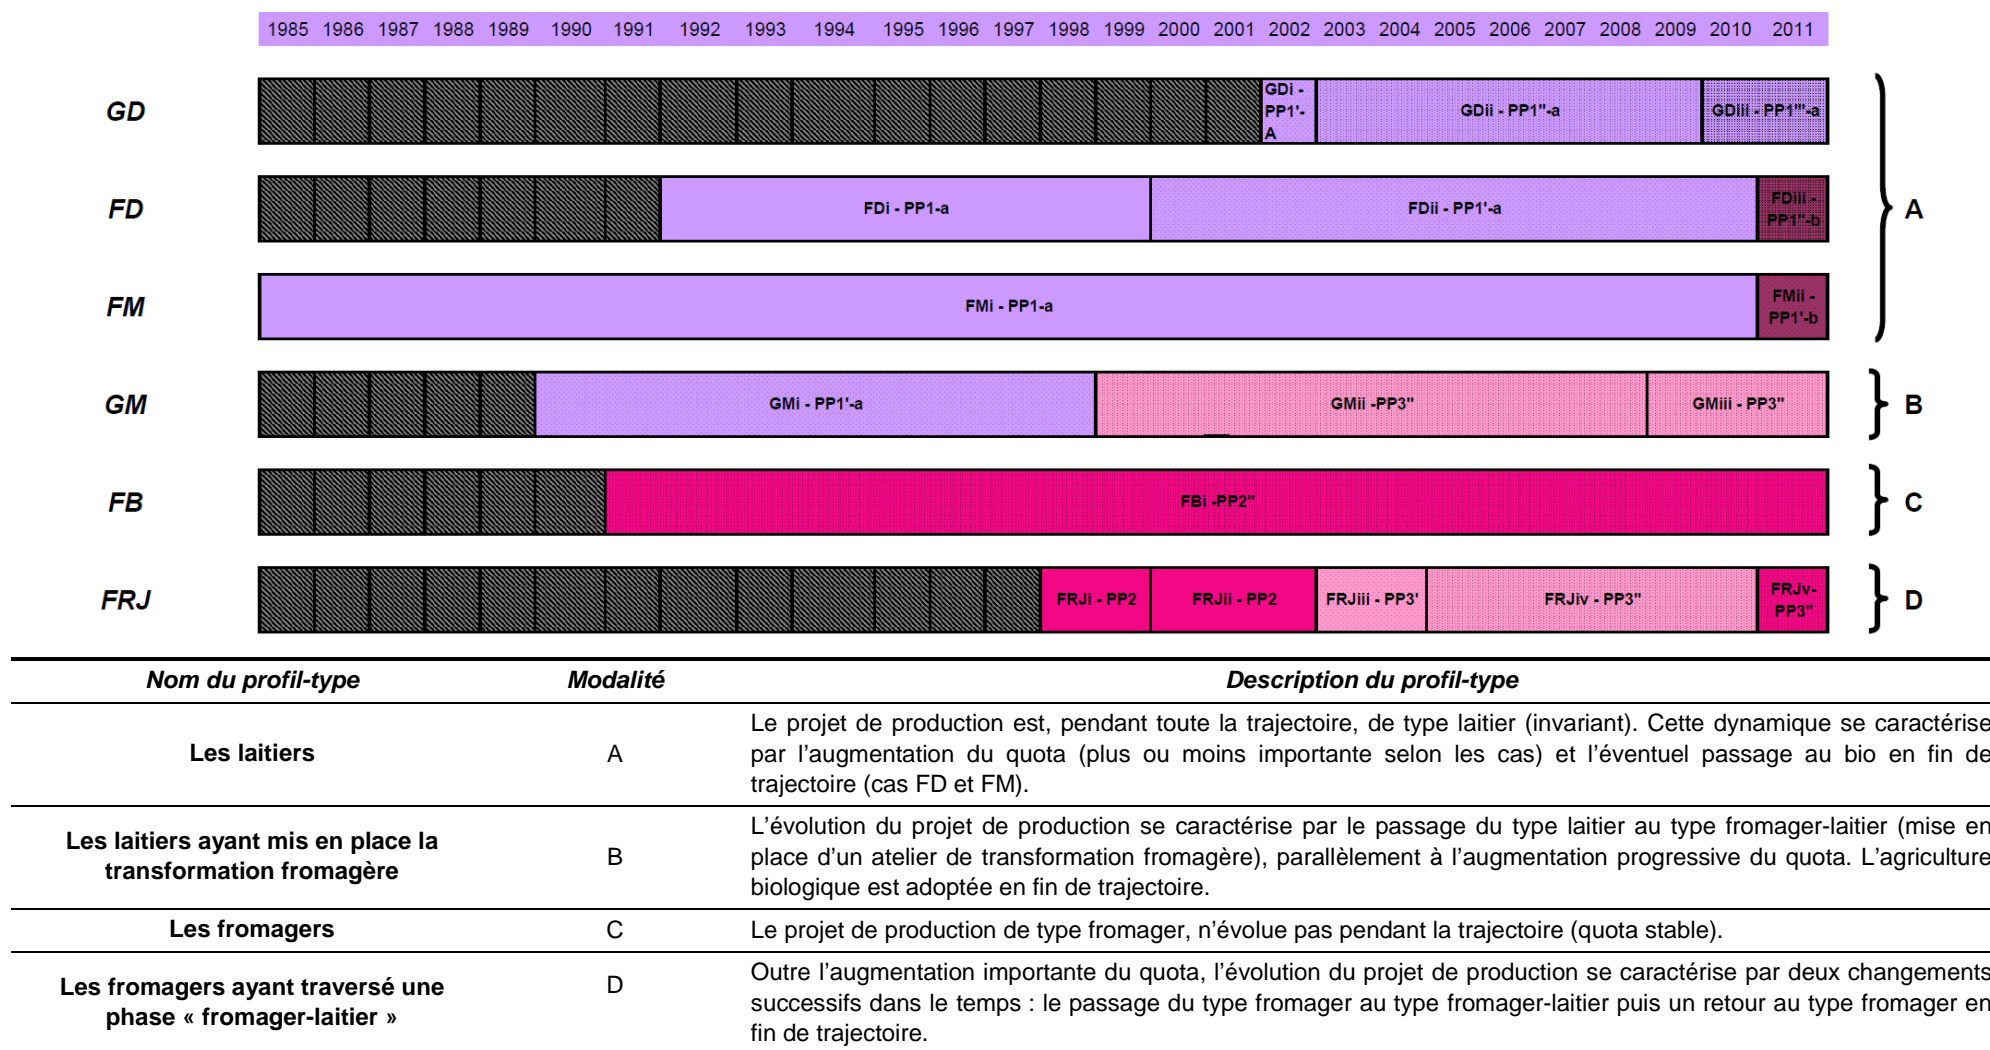 1985 1986 1987 1988 1989 1990 1991 1992 1993 1994 1995 1996 1997 1998 1999 2000 2001 2002 2003 2004 2005 2006 2007 2008 2009 2010 2011
GD
GDi -
PP1'-
A
GDii - PP1''-a
GDiii - PP1'''-a
FD
FDi - PP1-a
FDii - PP1'-a
FDiii -
PP1''-b
A
FM
FMi - PP1-a
FMii -
PP1'-b
GM
GMi - PP1'-a
GMii -PP3''
GMiii - PP3''
B
FB
FBi -PP2''
C
FRJ
FRJi - PP2
FRJii - PP2
FRJiii - PP3'
FRJiv - PP3''
FRJv-
PP3''
D
Nom du profil-type Modalité Description du profil-type
Les laitiers
A
Le projet de production est, pendant toute la trajectoire, de type laitier (invariant). Cette dynamique se caractérise
par l'augmentation du quota (plus ou moins importante selon les cas) et l'éventuel passage au bio en fin de
trajectoire (cas FD et FM).
Les laitiers ayant mis en place la
transformation fromagère
B
L'évolution du projet de production se caractérise par le passage du type laitier au type fromager-laitier (mise en
place d'un atelier de transformation fromagère), parallèlement à l'augmentation progressive du quota. L'agriculture
biologique est adoptée en fin de trajectoire.
Les fromagers
C
Le projet de production de type fromager, n'évolue pas pendant la trajectoire (quota stable).
Les fromagers ayant traversé une
phase « fromager-laitier »
D
Outre l'augmentation importante du quota, l'évolution du projet de production se caractérise par deux changements
successifs dans le temps : le passage du type fromager au type fromager-laitier puis un retour au type fromager en
fin de trajectoire.